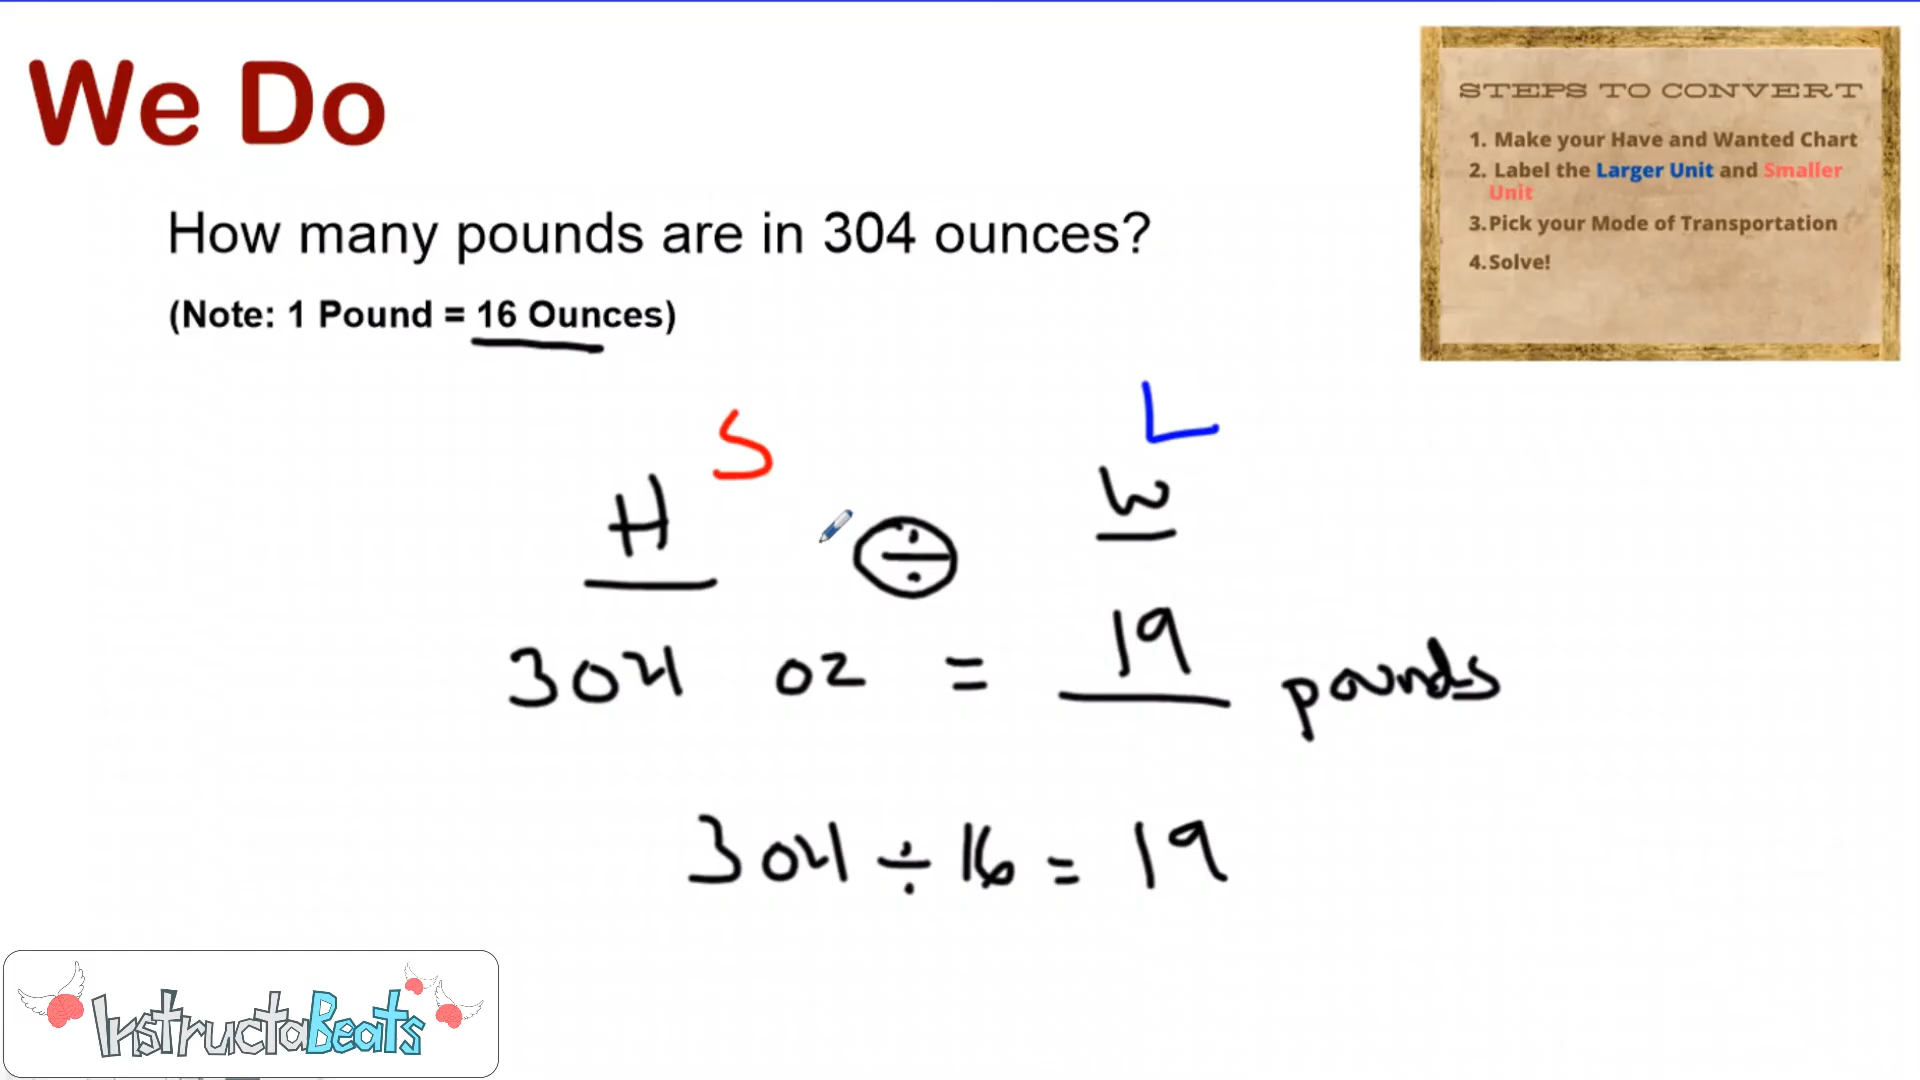 We Do
How many pounds are in 304 ounces?
(Note: 1 Pound = 16 Ounces)
STEPS TO CONVERT
1. Make your Have and Wanted Chart
2. Label the Larger Unit and Smaller
Unit
3.Pick your Mode of Transportation
4.Solve!
S L
H ÷ W
304 oz = 19 pounds
304 ÷ 16 = 19
InstructaBeats